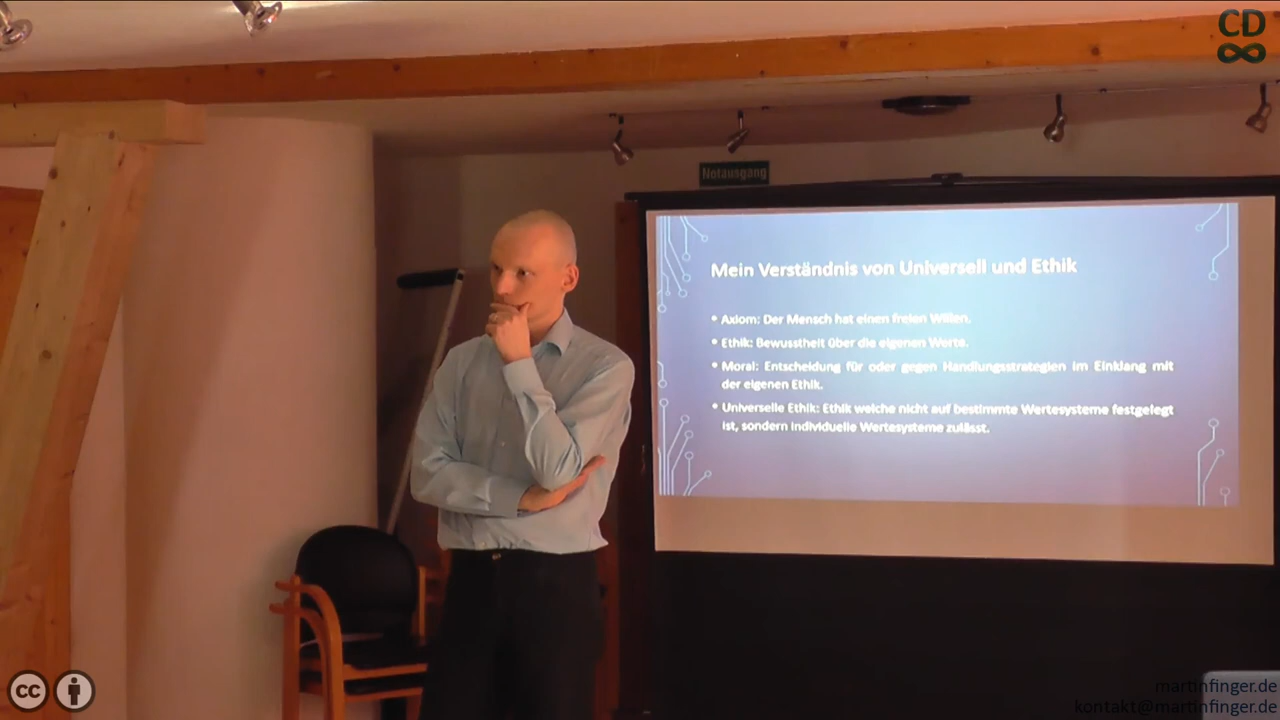 CD
Notausgang
Mein Verständnis von Universell und Ethik
• Axiom: Der Mensch hat einen freien Willen.
• Ethik: Bewusstheit über die eigenen Werte.
• Moral: Entscheidung für oder gegen Handlungsstrategien im Einklang mit
der eigenen Ethik.
• Universelle Ethik: Ethik welche nicht auf bestimmte Wertesysteme festgelegt
ist, sondern individuelle Wertesysteme zulässt.
cc
martinfinger.de
kontakt@martinfinger.de